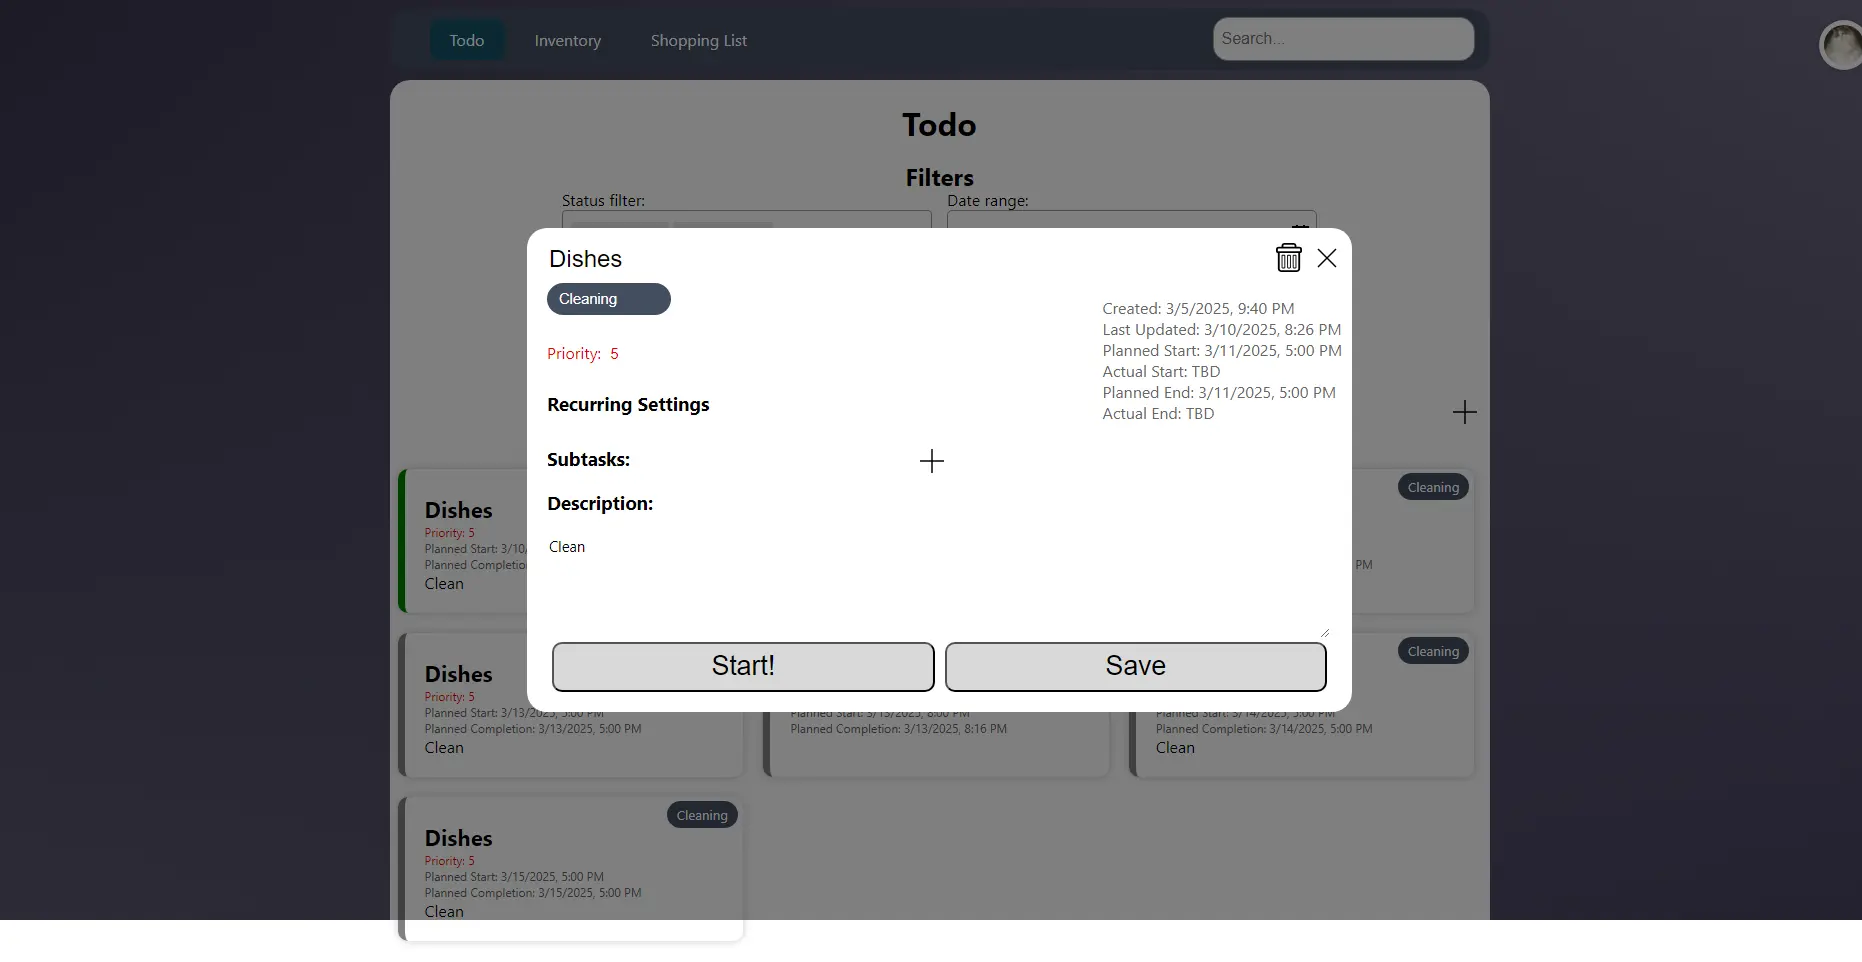 Todo
Inventory
Shopping List
Search...
Todo
Filters
Status filter:
Date range:
Dishes
Cleaning
Created: 3/5/2025, 9:40 PM
Last Updated: 3/10/2025, 8:26 PM
Planned Start: 3/11/2025, 5:00 PM
Actual Start: TBD
Planned End: 3/11/2025, 5:00 PM
Actual End: TBD
Priority: 5
Recurring Settings
Subtasks:
Description:
Clean
Start!
Save
Dishes
Priority: 5
Planned Start: 3/10/
Planned Completio
Clean
Cleaning
PM
Dishes
Priority: 5
Planned Start: 3/13/2025, 5:00 PM
Planned Completion: 3/13/2025, 5:00 PM
Clean
Planned Start: 3/13/2025, 8:00 PM
Planned Completion: 3/13/2025, 8:16 PM
Cleaning
Planned Start: 3/14/2025, 5:00 PM
Planned Completion: 3/14/2025, 5:00 PM
Clean
Cleaning
Dishes
Priority: 5
Planned Start: 3/15/2025, 5:00 PM
Planned Completion: 3/15/2025, 5:00 PM
Clean